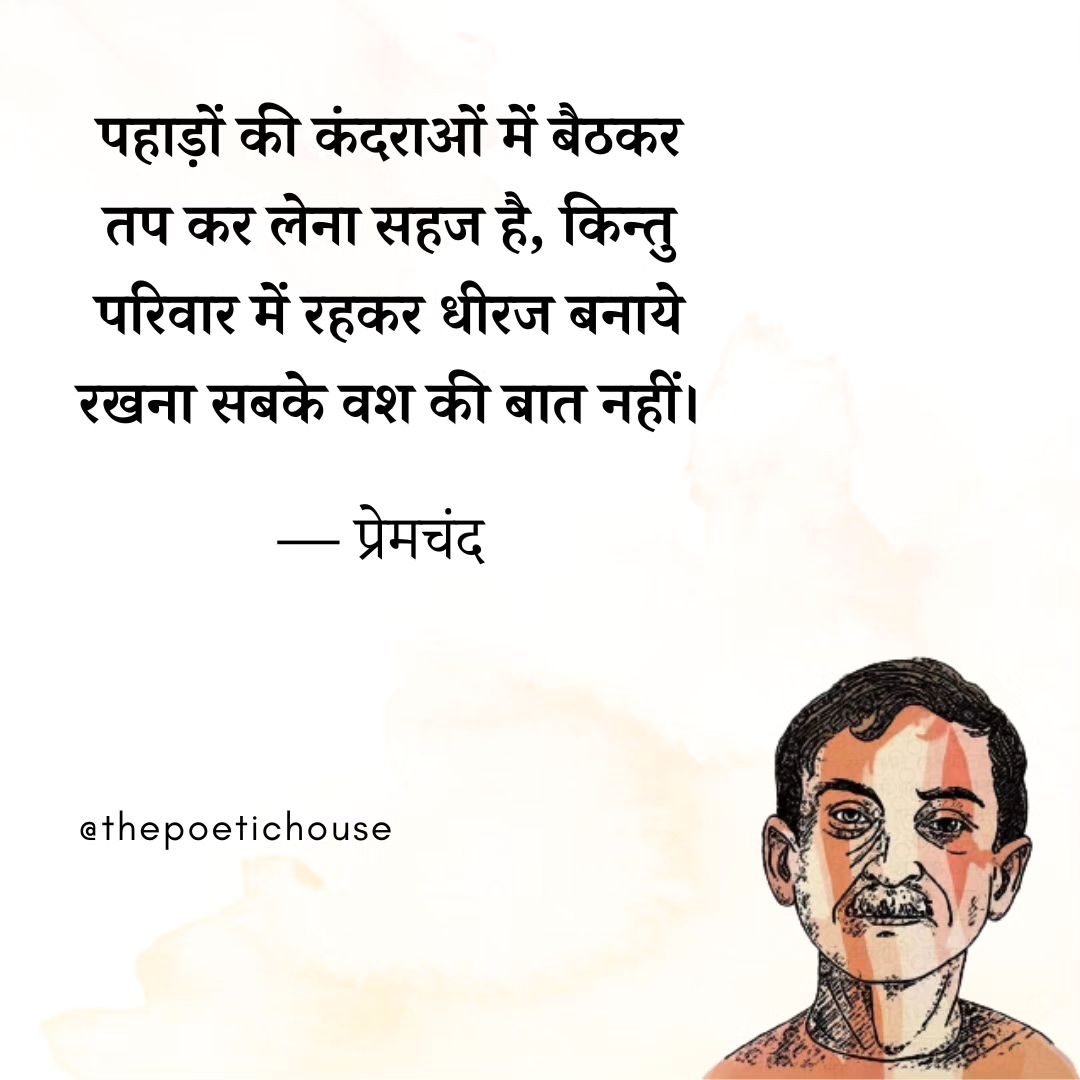 पहाड़ों की कंदराओं में बैठकर
तप कर लेना सहज है, किन्तु
परिवार में रहकर धीरज बनाये
रखना सबके वश की बात नहीं।
— प्रेमचंद
@thepoetichouse